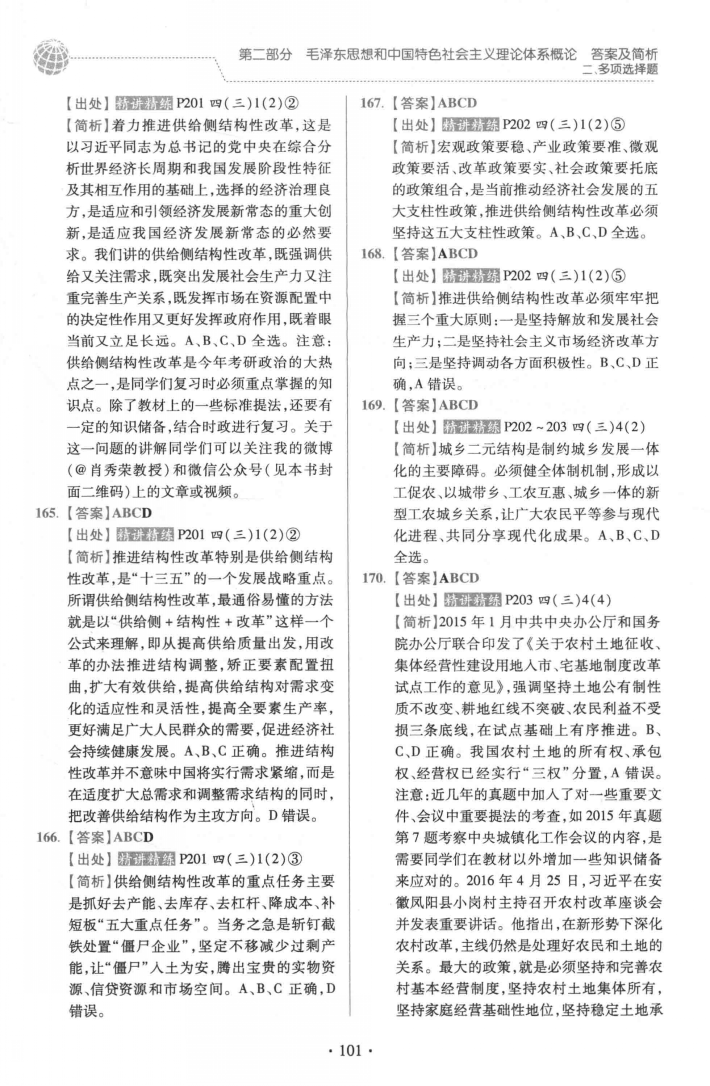 第二部分　毛泽东思想和中国特色社会主义理论体系概论　答案及简析
二、多项选择题
【出处】精讲精练 P201 四(三)1(2)②
【简析】着力推进供给侧结构性改革,这是
以习近平同志为总书记的党中央在综合分
析世界经济长周期和我国发展阶段性特征
及其相互作用的基础上,选择的经济治理良
方,是适应和引领经济发展新常态的重大创
新,是适应我国经济发展新常态的必然要
求。我们讲的供给侧结构性改革,既强调供
给又关注需求,既突出发展社会生产力又注
重完善生产关系,既发挥市场在资源配置中
的决定性作用又更好发挥政府作用,既着眼
当前又立足长远。A、B、C、D 全选。注意:
供给侧结构性改革是今年考研政治的大热
点之一,是同学们复习时必须重点掌握的知
识点。除了教材上的一些标准提法,还要有
一定的知识储备,结合时政进行复习。关于
这一问题的讲解同学们可以关注我的微博
(@肖秀荣教授)和微信公众号(见本书封
面二维码)上的文章或视频。
165.【答案】ABCD
【出处】精讲精练 P201 四(三)1(2)②
【简析】推进结构性改革特别是供给侧结构
性改革,是“十三五”的一个发展战略重点。
所谓供给侧结构性改革,最通俗易懂的方法
就是以“供给侧+结构性+改革”这样一个
公式来理解,即从提高供给质量出发,用改
革的办法推进结构调整,矫正要素配置扭
曲,扩大有效供给,提高供给结构对需求变
化的适应性和灵活性,提高全要素生产率,
更好满足广大人民群众的需要,促进经济社
会持续健康发展。A、B、C 正确。推进结构
性改革并不意味中国将实行需求紧缩,而是
在适度扩大总需求和调整需求结构的同时,
把改善供给结构作为主攻方向。D 错误。
166.【答案】ABCD
【出处】精讲精练 P201 四(三)1(2)③
【简析】供给侧结构性改革的重点任务主要
是抓好去产能、去库存、去杠杆、降成本、补
短板“五大重点任务”。当务之急是斩钉截
铁处置“僵尸企业”,坚定不移减少过剩产
能,让“僵尸”入土为安,腾出宝贵的实物资
源、信贷资源和市场空间。A、B、C 正确,D
错误。
167.【答案】ABCD
【出处】精讲精练 P202 四(三)1(2)⑤
【简析】宏观政策要稳、产业政策要准、微观
政策要活、改革政策要实、社会政策要托底
的政策组合,是当前推动经济社会发展的五
大支柱性政策,推进供给侧结构性改革必须
坚持这五大支柱性政策。A、B、C、D 全选。
168.【答案】ABCD
【出处】精讲精练 P202 四(三)1(2)⑤
【简析】推进供给侧结构性改革必须牢牢把
握三个重大原则:一是坚持解放和发展社会
生产力;二是坚持社会主义市场经济改革方
向;三是坚持调动各方面积极性。B、C、D 正
确,A 错误。
169.【答案】ABCD
【出处】精讲精练 P202~203 四(三)4(2)
【简析】城乡二元结构是制约城乡发展一体
化的主要障碍。必须健全体制机制,形成以
工促农、以城带乡、工农互惠、城乡一体的新
型工农城乡关系,让广大农民平等参与现代
化进程、共同分享现代化成果。A、B、C、D
全选。
170.【答案】ABCD
【出处】精讲精练 P203 四(三)4(4)
【简析】2015 年 1 月中共中央办公厅和国务
院办公厅联合印发了《关于农村土地征收、
集体经营性建设用地入市、宅基地制度改革
试点工作的意见》,强调坚持土地公有制性
质不改变、耕地红线不突破、农民利益不受
损三条底线,在试点基础上有序推进。B、
C、D 正确。我国农村土地的所有权、承包
权、经营权已经实行“三权”分置,A 错误。
注意:近几年的真题中加入了对一些重要文
件、会议中重要提法的考查,如 2015 年真题
第 7 题考察中央城镇化工作会议的内容,是
需要同学们在教材以外增加一些知识储备
来应对的。2016 年 4 月 25 日,习近平在安
徽凤阳县小岗村主持召开农村改革座谈会
并发表重要讲话。他指出,在新形势下深化
农村改革,主线仍然是处理好农民和土地的
关系。最大的政策,就是必须坚持和完善农
村基本经营制度,坚持农村土地集体所有,
坚持家庭经营基础性地位,坚持稳定土地承
· 101 ·